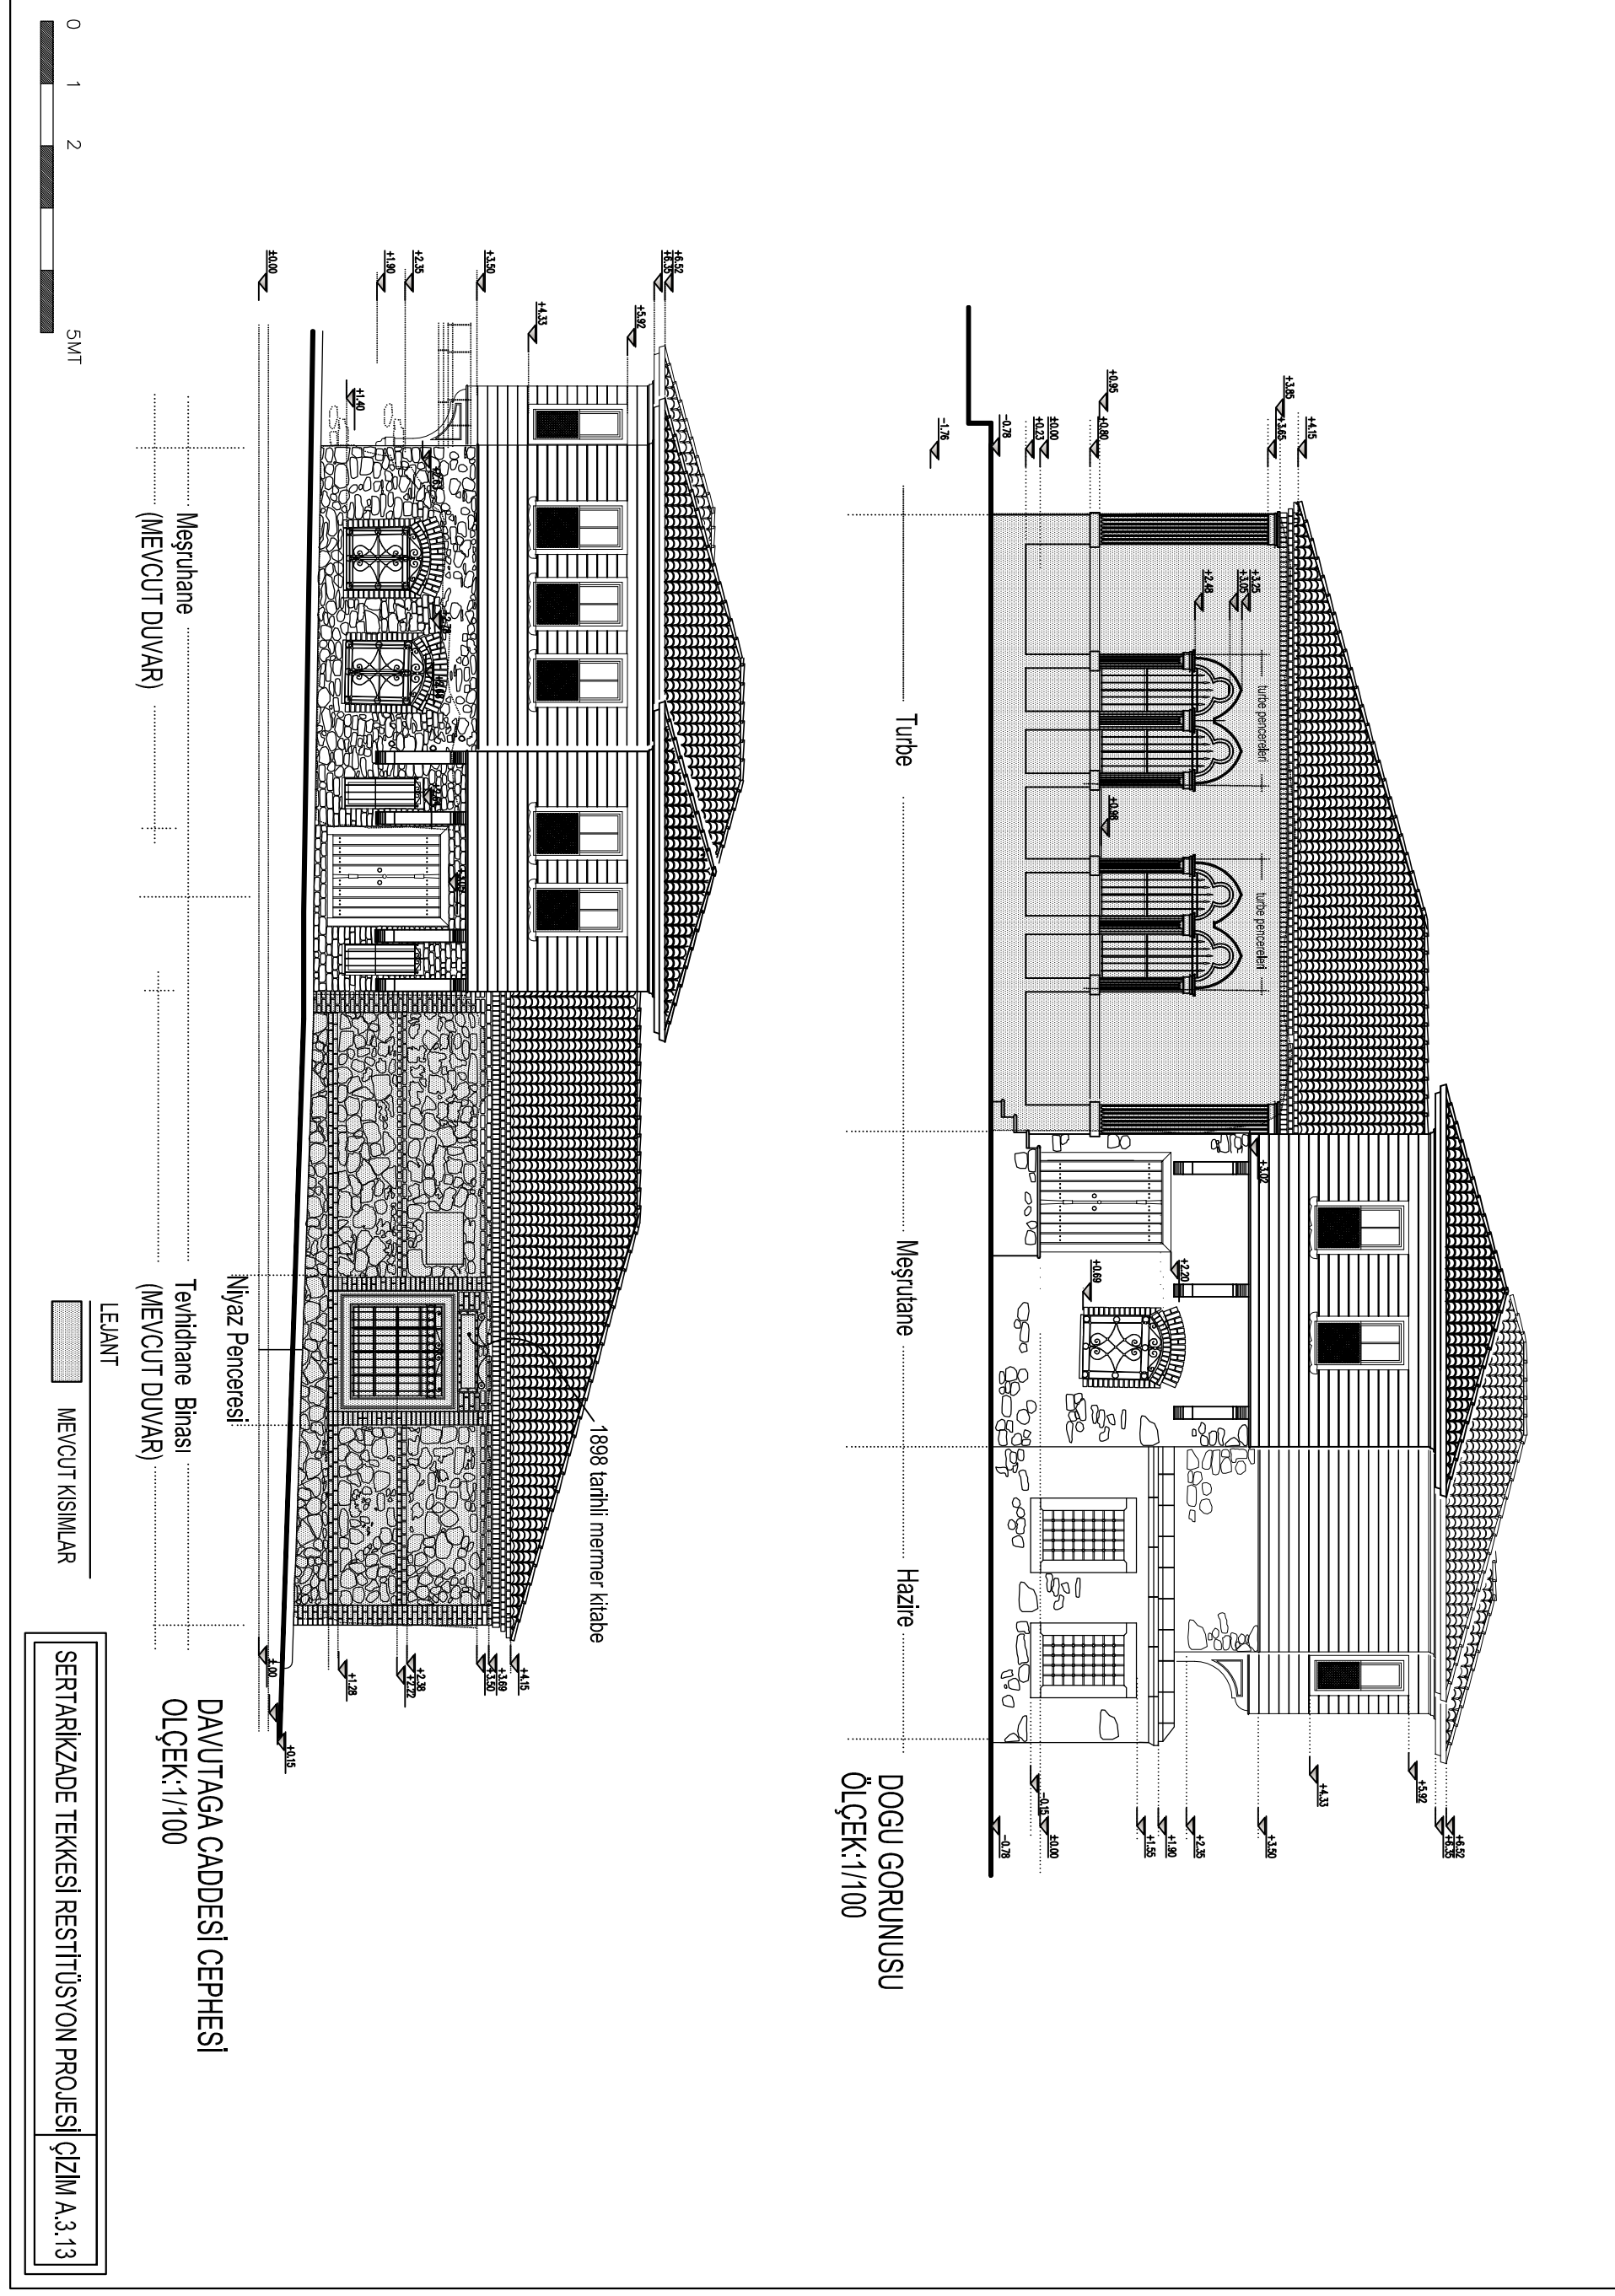 +4.15
+3.85
+3.65
+0.95
+0.80
±0.00
+0.23
-0.78
-1.76
+3.25
+3.05
+2.48
turbe pencereleri
turbe pencereleri
+0.98
+3.02
+2.20
+0.69
+6.52
+6.35
+5.92
+4.33
+3.50
+2.35
+1.90
+1.55
±0.00
-0.15
-0.78
Turbe
Meşrutane
Hazire
DOGU GORUNUSU
ÖLÇEK:1/100
+6.52
+6.35
+5.92
+4.33
+3.50
+2.35
+1.90
±0.00
+1.40
+2.63
1898 tarihli mermer kitabe
+4.15
+3.69
+3.50
+2.38
+2.22
+1.28
±.00
+0.15
Niyaz Penceresi
Meşruhane
(MEVCUT DUVAR)
Tevhidhane Binası
(MEVCUT DUVAR)
DAVUTAGA CADDESİ CEPHESİ
OLÇEK:1/100
LEJANT
MEVCUT KISIMLAR
0 1 2 5MT
SERTARİKZADE TEKKESİ RESTİTÜSYON PROJESİ ÇİZİM A.3.13